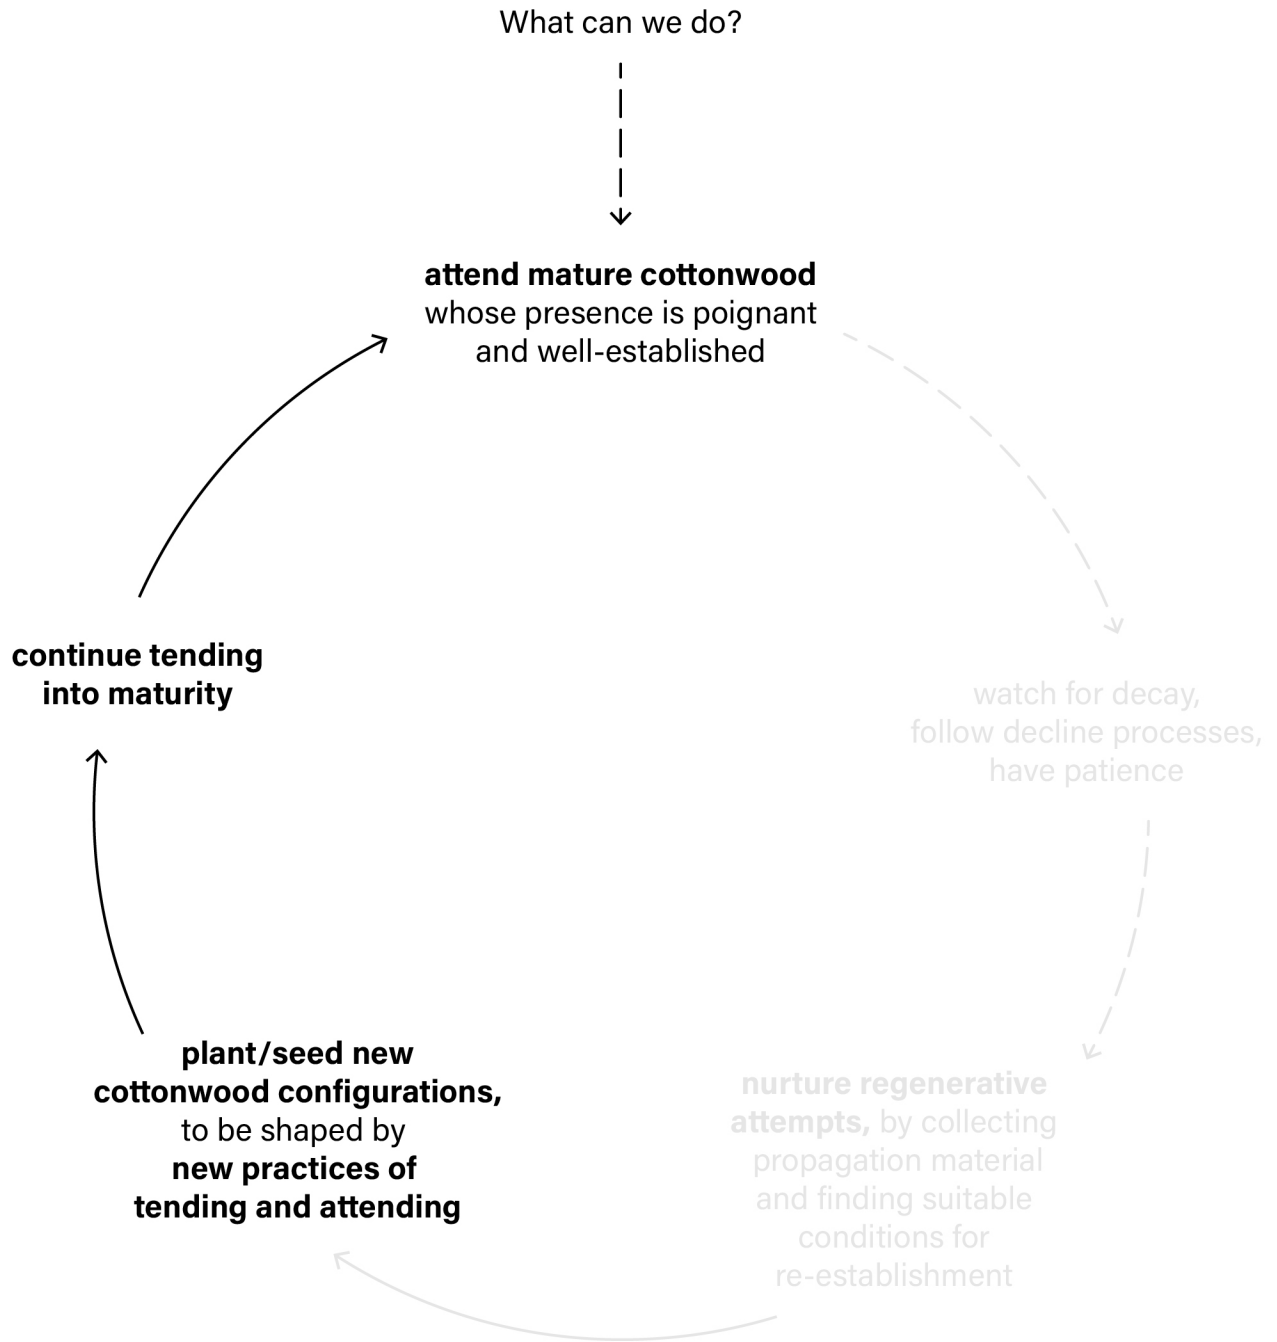 What can we do?
attend mature cottonwood
whose presence is poignant
and well-established
watch for decay,
follow decline processes,
have patience
nurture regenerative
attempts, by collecting
propagation material
and finding suitable
conditions for
re-establishment
plant/seed new
cottonwood configurations,
to be shaped by
new practices of
tending and attending
continue tending
into maturity